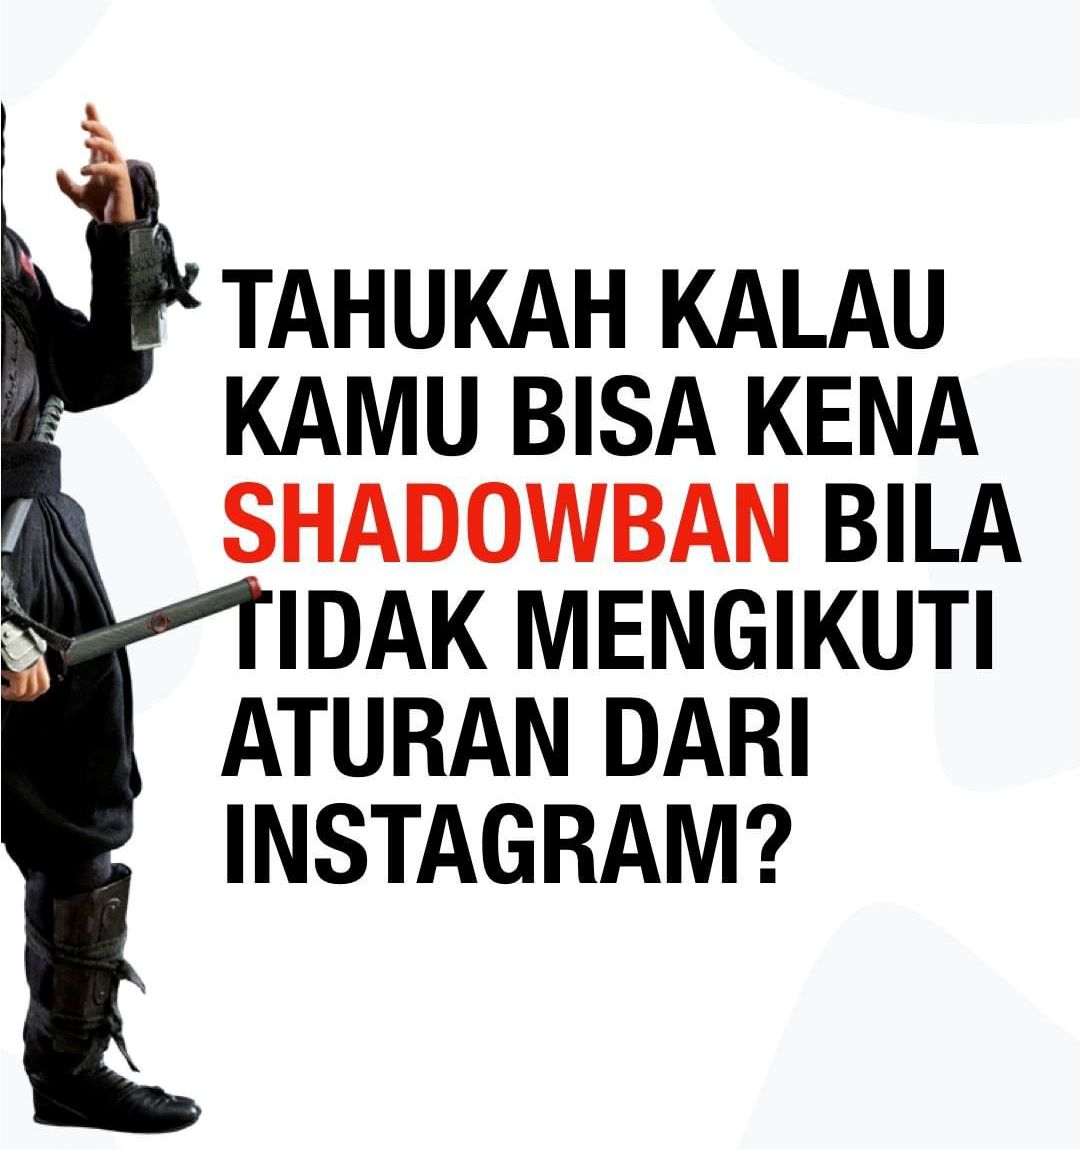 TAHUKAH KALAU
KAMU BISA KENA
SHADOWBAN BILA
TIDAK MENGIKUTI
ATURAN DARI
INSTAGRAM?